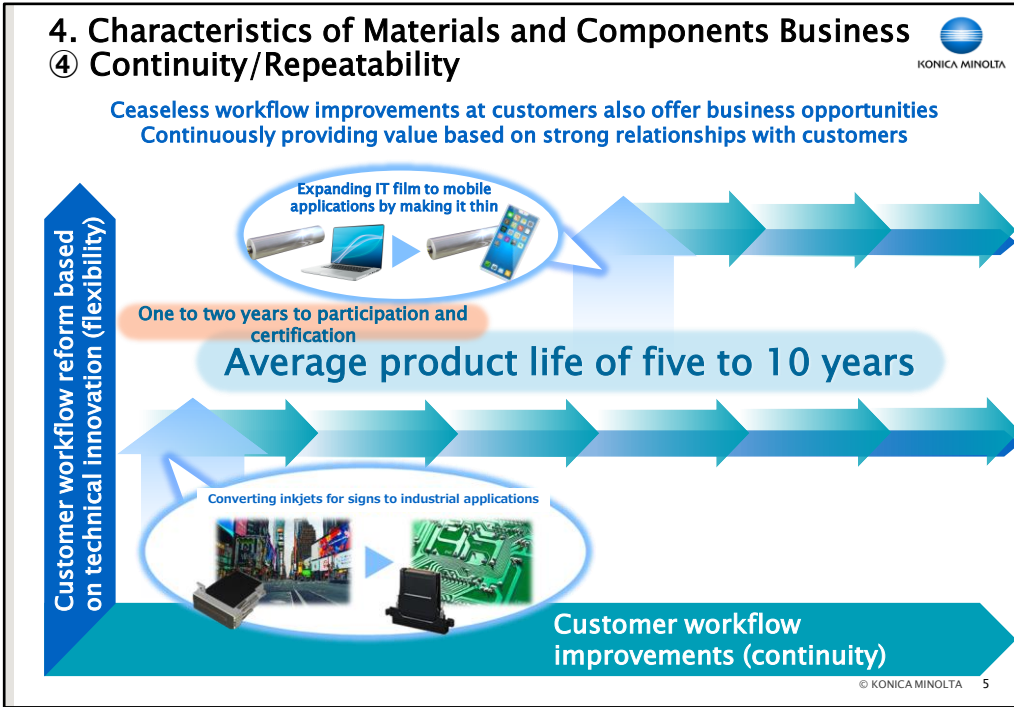 4. Characteristics of Materials and Components Business
④ Continuity/Repeatability
KONICA MINOLTA
Ceaseless workflow improvements at customers also offer business opportunities
Continuously providing value based on strong relationships with customers
Expanding IT film to mobile
applications by making it thin
Customer workflow reform based
on technical innovation (flexibility)
One to two years to participation and
certification
Average product life of five to 10 years
Converting inkjets for signs to industrial applications
Customer workflow
improvements (continuity)
© KONICA MINOLTA 5